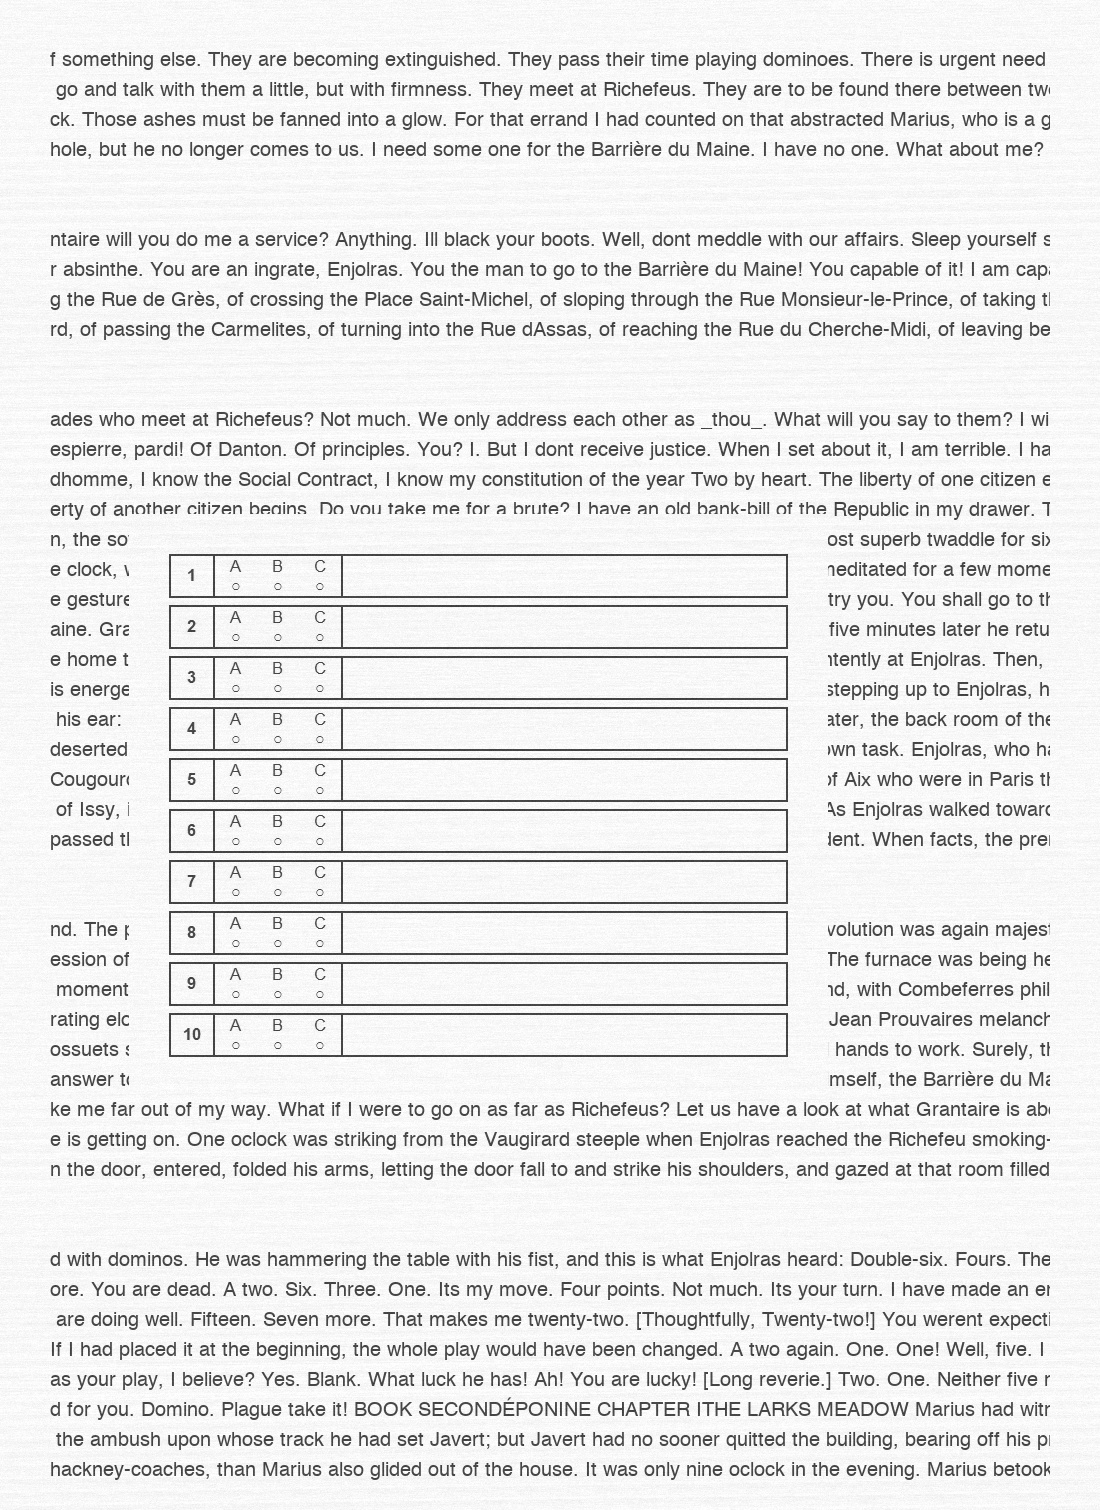 f something else. They are becoming extinguished. They pass their time playing dominoes. There is urgent need
go and talk with them a little, but with firmness. They meet at Richefeus. They are to be found there between
ck. Those ashes must be fanned into a glow. For that errand I had counted on that abstracted Marius, who is a g
hole, but he no longer comes to us. I need some one for the Barrière du Maine. I have no one. What about me?
ntaire will you do me a service? Anything. Ill black your boots. Well, dont meddle with our affairs. Sleep yourself s
r absinthe. You are an ingrate, Enjolras. You the man to go to the Barrière du Maine! You capable of it! I am cap
g the Rue de Grès, of crossing the Place Saint-Michel, of sloping through the Rue Monsieur-le-Prince, of taking
rd, of passing the Carmelites, of turning into the Rue dAssas, of reaching the Rue du Cherche-Midi, of leaving be
ades who meet at Richefeus? Not much. We only address each other as _thou_. What will you say to them? I wi
espierre, pardi! Of Danton. Of principles. You? I. But I dont receive justice. When I set about it, I am terrible. I ha
dhomme, I know the Social Contract, I know my constitution of the year Two by heart. The liberty of one citizen e
erty of another citizen begins. Do you take me for a brute? I have an old bank-bill of the Republic in my drawer. T
n, the so
ost superb twaddle for six
e clock,
meditated for a few mome
e gesture
try you. You shall go to th
aine. Gra
five minutes later he retu
e home t
ntently at Enjolras. Then,
is energe
stepping up to Enjolras, h
his ear:
ater, the back room of the
deserted
own task. Enjolras, who ha
Cougourd
of Aix who were in Paris th
of Issy, i
As Enjolras walked toward
passed th
dent. When facts, the pre
1 A B C
2 A B C
3 A B C
4 A B C
5 A B C
6 A B C
7 A B C
8 A B C
9 A B C
10 A B C
nd. The p
volution was again majest
ession of
The furnace was being he
moment
nd, with Combeferres phil
rating elo
Jean Prouvaires melanch
ossuets s
hands to work. Surely, th
answer to
mself, the Barrière du Ma
ke me far out of my way. What if I were to go on as far as Richefeus? Let us have a look at what Grantaire is abo
e is getting on. One oclock was striking from the Vaugirard steeple when Enjolras reached the Richefeu smoking-
n the door, entered, folded his arms, letting the door fall to and strike his shoulders, and gazed at that room filled
d with dominos. He was hammering the table with his fist, and this is what Enjolras heard: Double-six. Fours. The
ore. You are dead. A two. Six. Three. One. Its my move. Four points. Not much. Its your turn. I have made an er
are doing well. Fifteen. Seven more. That makes me twenty-two. [Thoughtfully, Twenty-two!] You werent expecti
If I had placed it at the beginning, the whole play would have been changed. A two again. One. One! Well, five. I
as your play, I believe? Yes. Blank. What luck he has! Ah! You are lucky! [Long reverie.] Two. One. Neither five n
d for you. Domino. Plague take it! BOOK SECONDÉPONINE CHAPTER ITHE LARKS MEADOW Marius had witn
the ambush upon whose track he had set Javert; but Javert had no sooner quitted the building, bearing off his p
hackney-coaches, than Marius also glided out of the house. It was only nine oclock in the evening. Marius betook